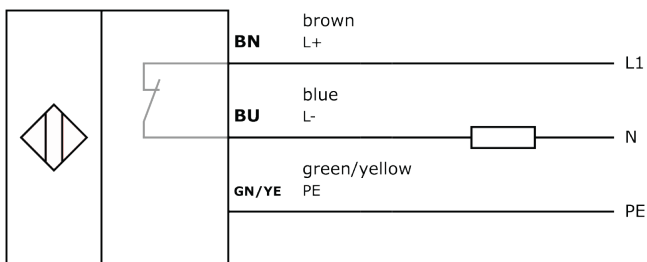 brown
BN L+
L1
blue
BU L-
N
green/yellow
GN/YE PE
PE